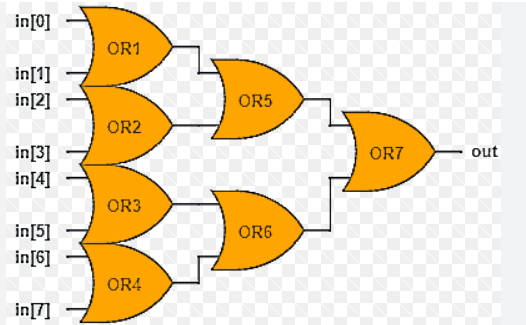 in[0]
OR1
in[1]
in[2]
OR5
OR2
in[3]
OR7
out
in[4]
OR3
in[5]
OR6
in[6]
OR4
in[7]